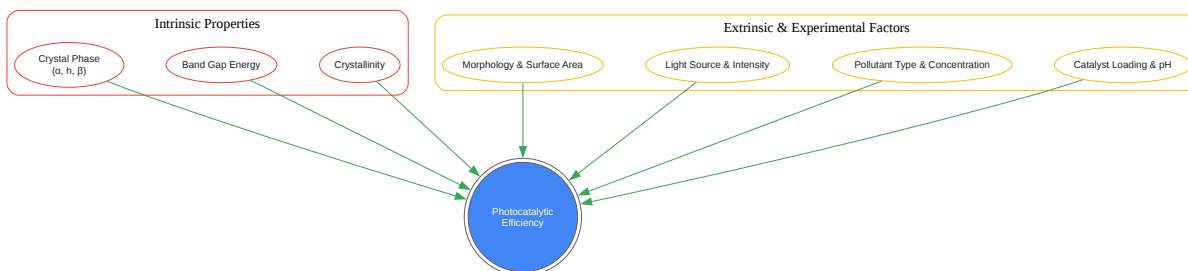 Intrinsic Properties
Extrinsic & Experimental Factors
Crystal Phase
(α, h, β)
Band Gap Energy
Crystallinity
Morphology & Surface Area
Light Source & Intensity
Pollutant Type & Concentration
Catalyst Loading & pH
Photocatalytic
Efficiency